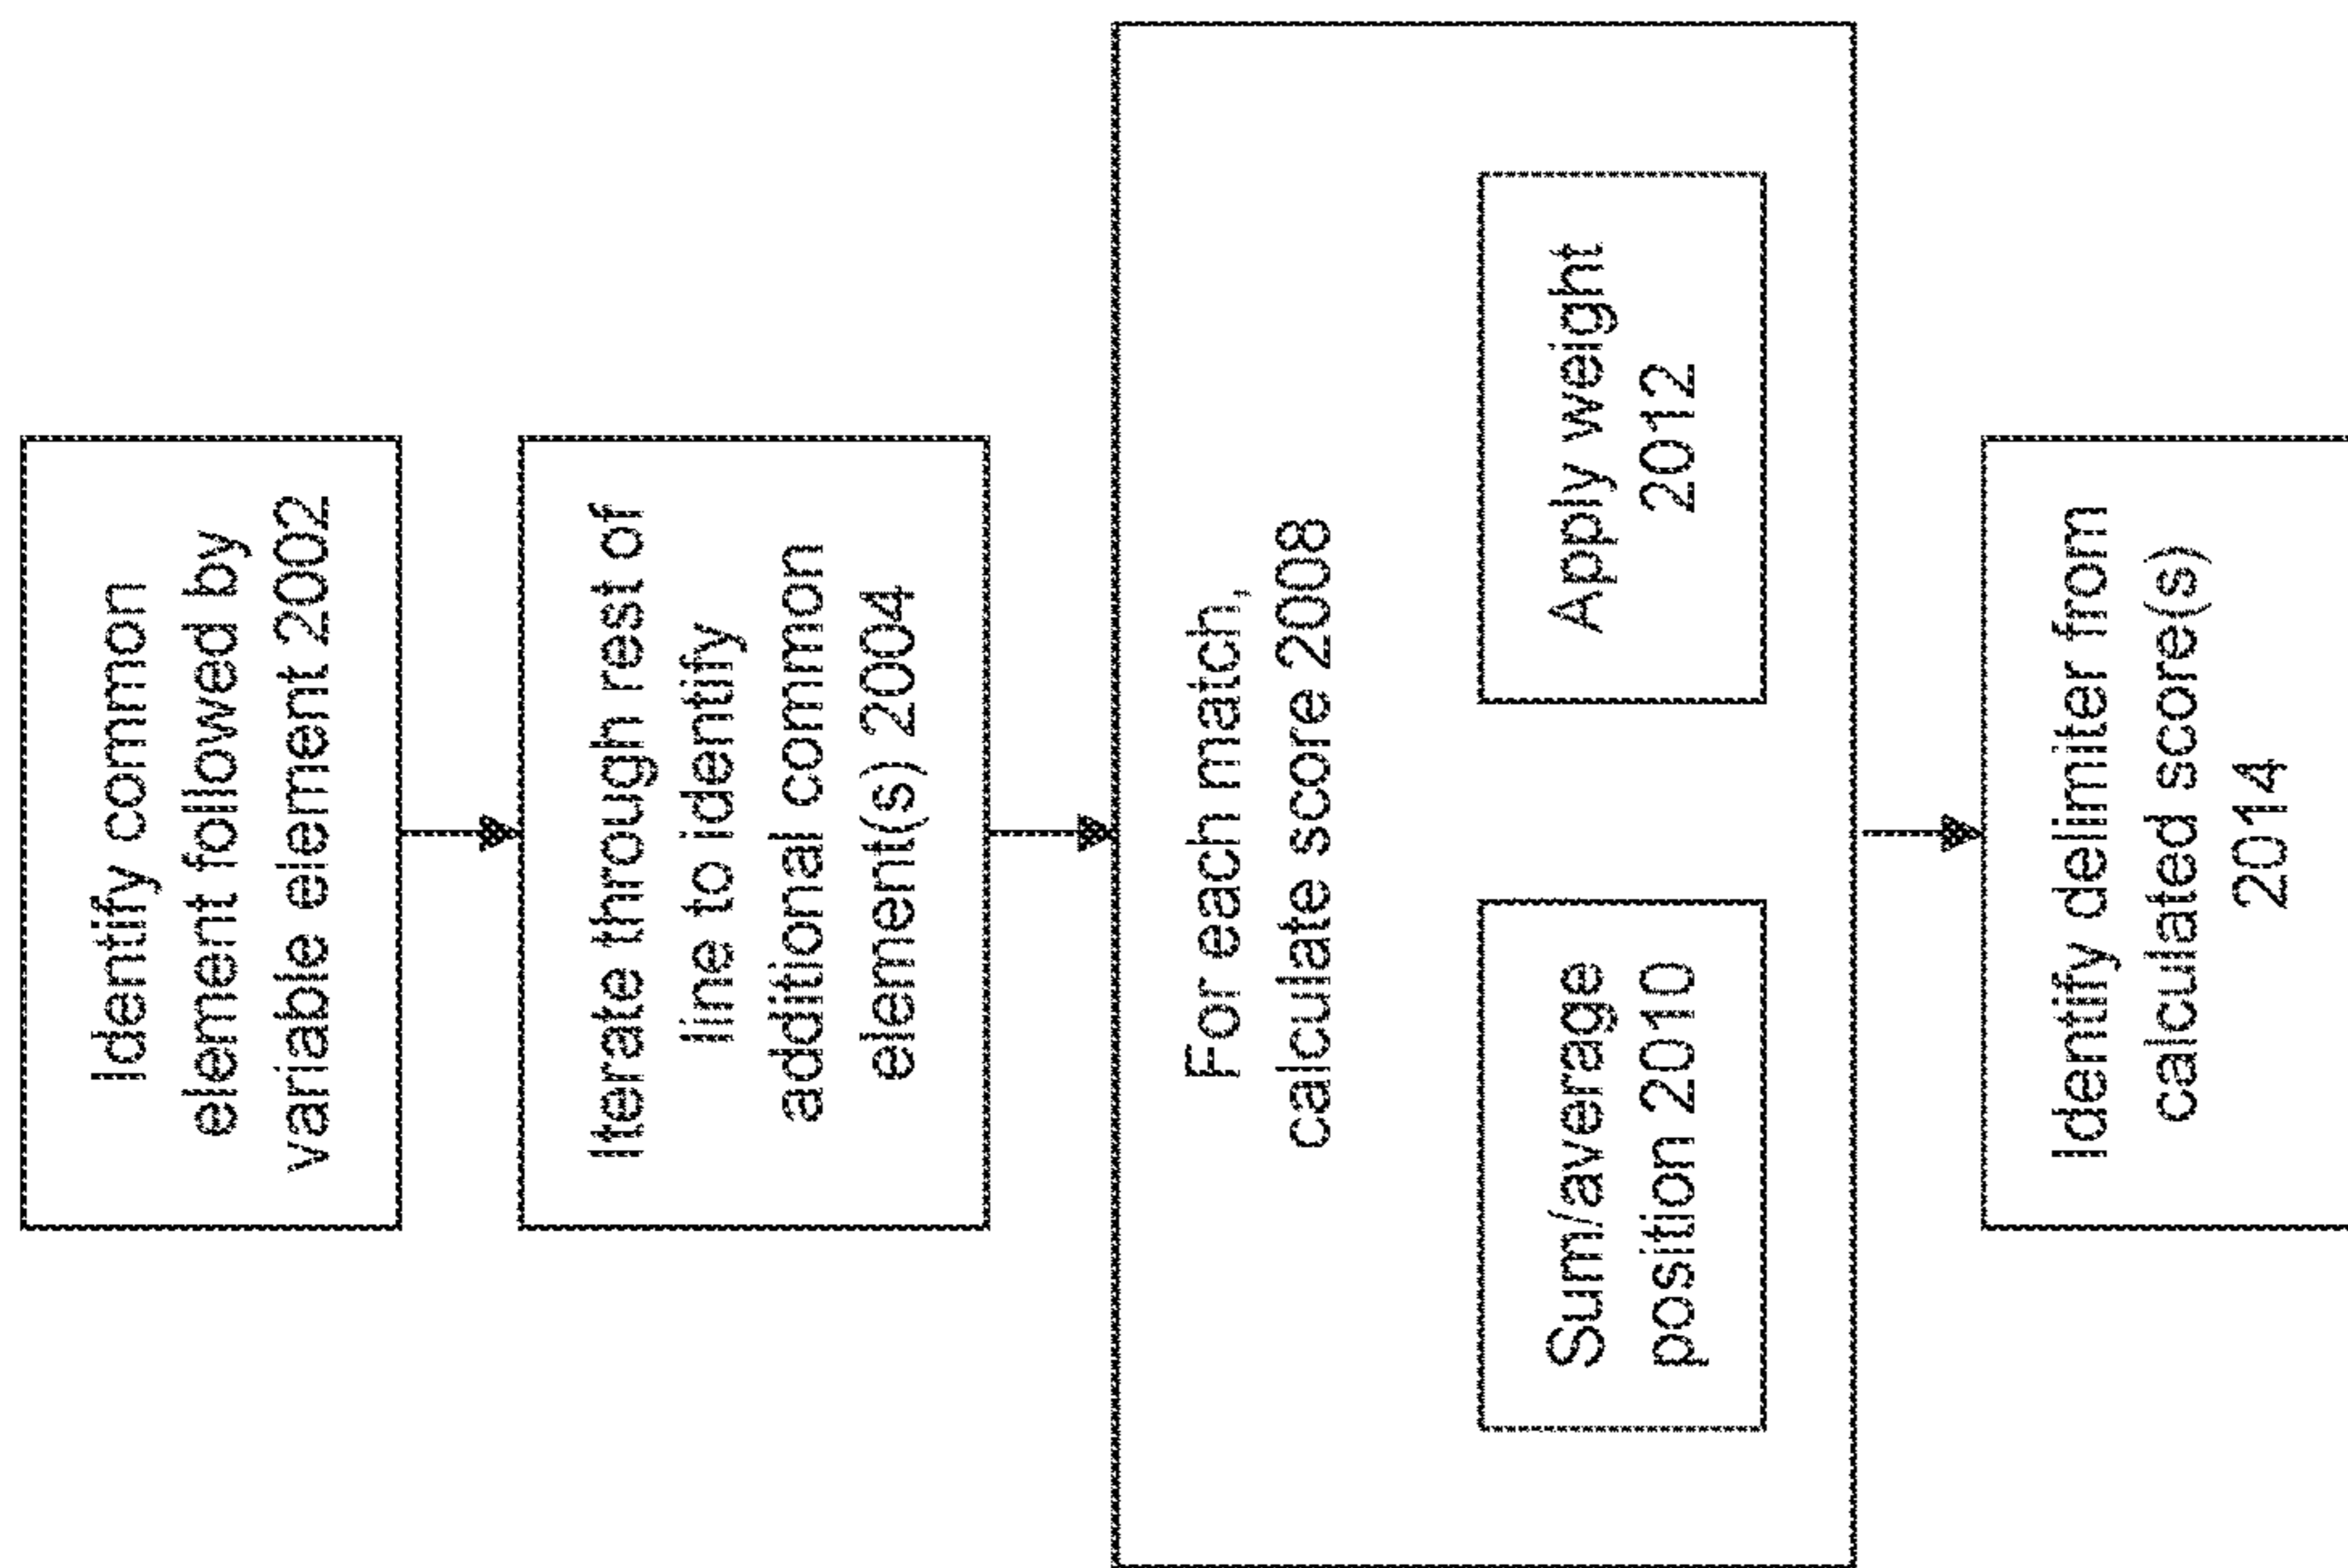 Identify common
element followed by
variable element 2002
Iterate through rest of
line to identify
additional common
element(s) 2004
For each match,
calculate score 2008
Sum/average
position 2010
Apply weight
2012
Identify delimiter from
calculated score(s)
2014